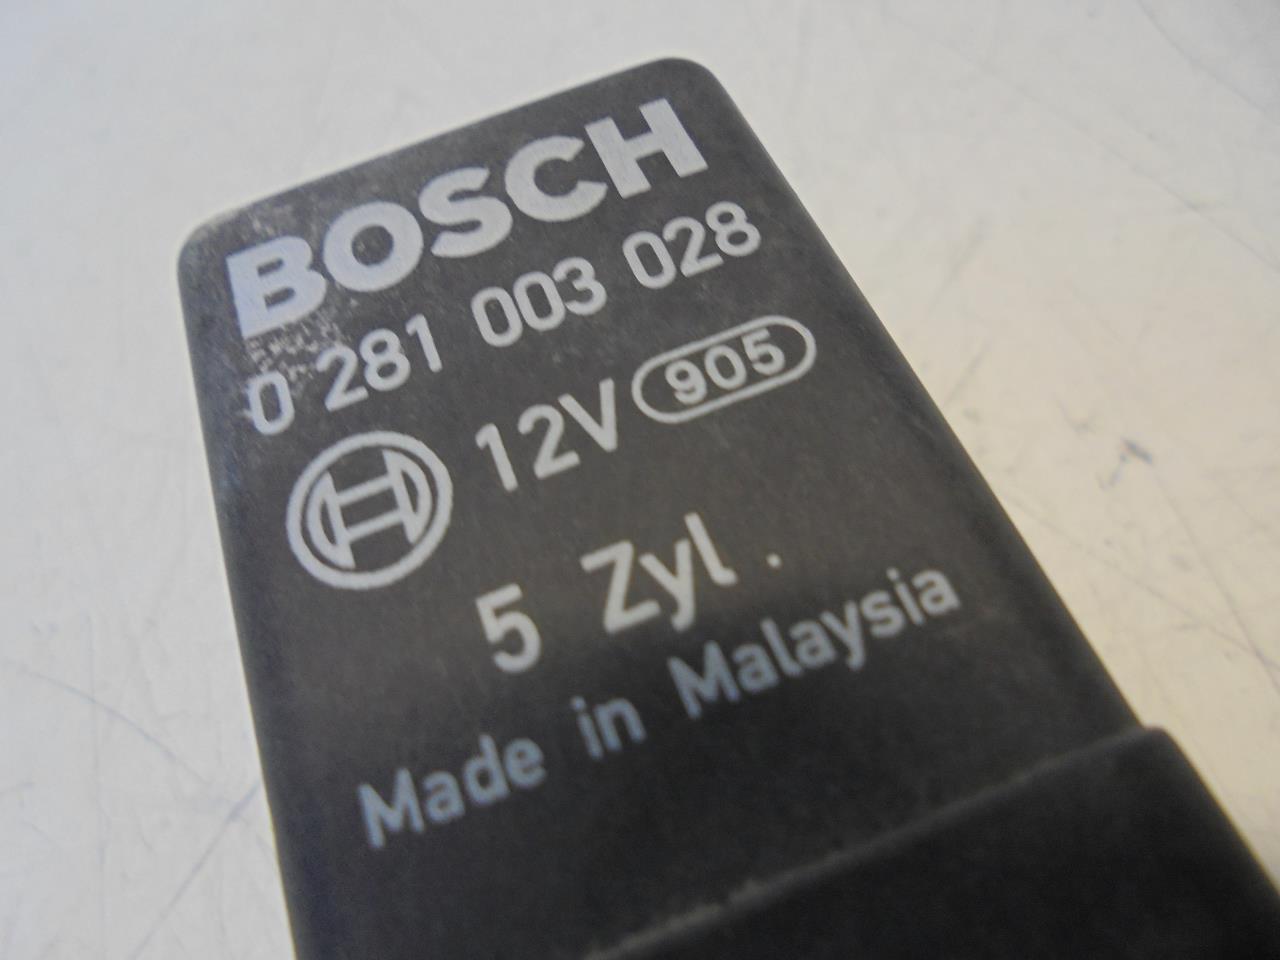 BOSCH
0 281 003 028
12V 905
5 Zyl.
Made in Malaysia